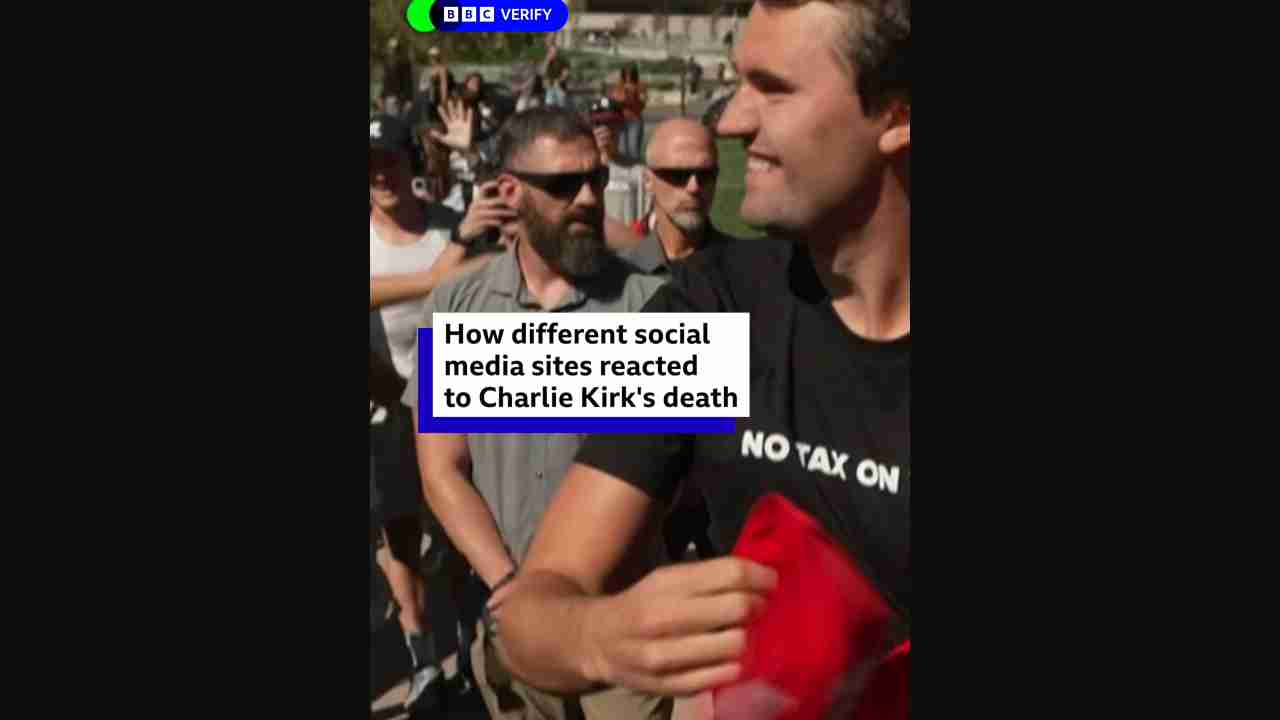 BBC VERIFY
How different social
media sites reacted
to Charlie Kirk's death
NO TAX ON